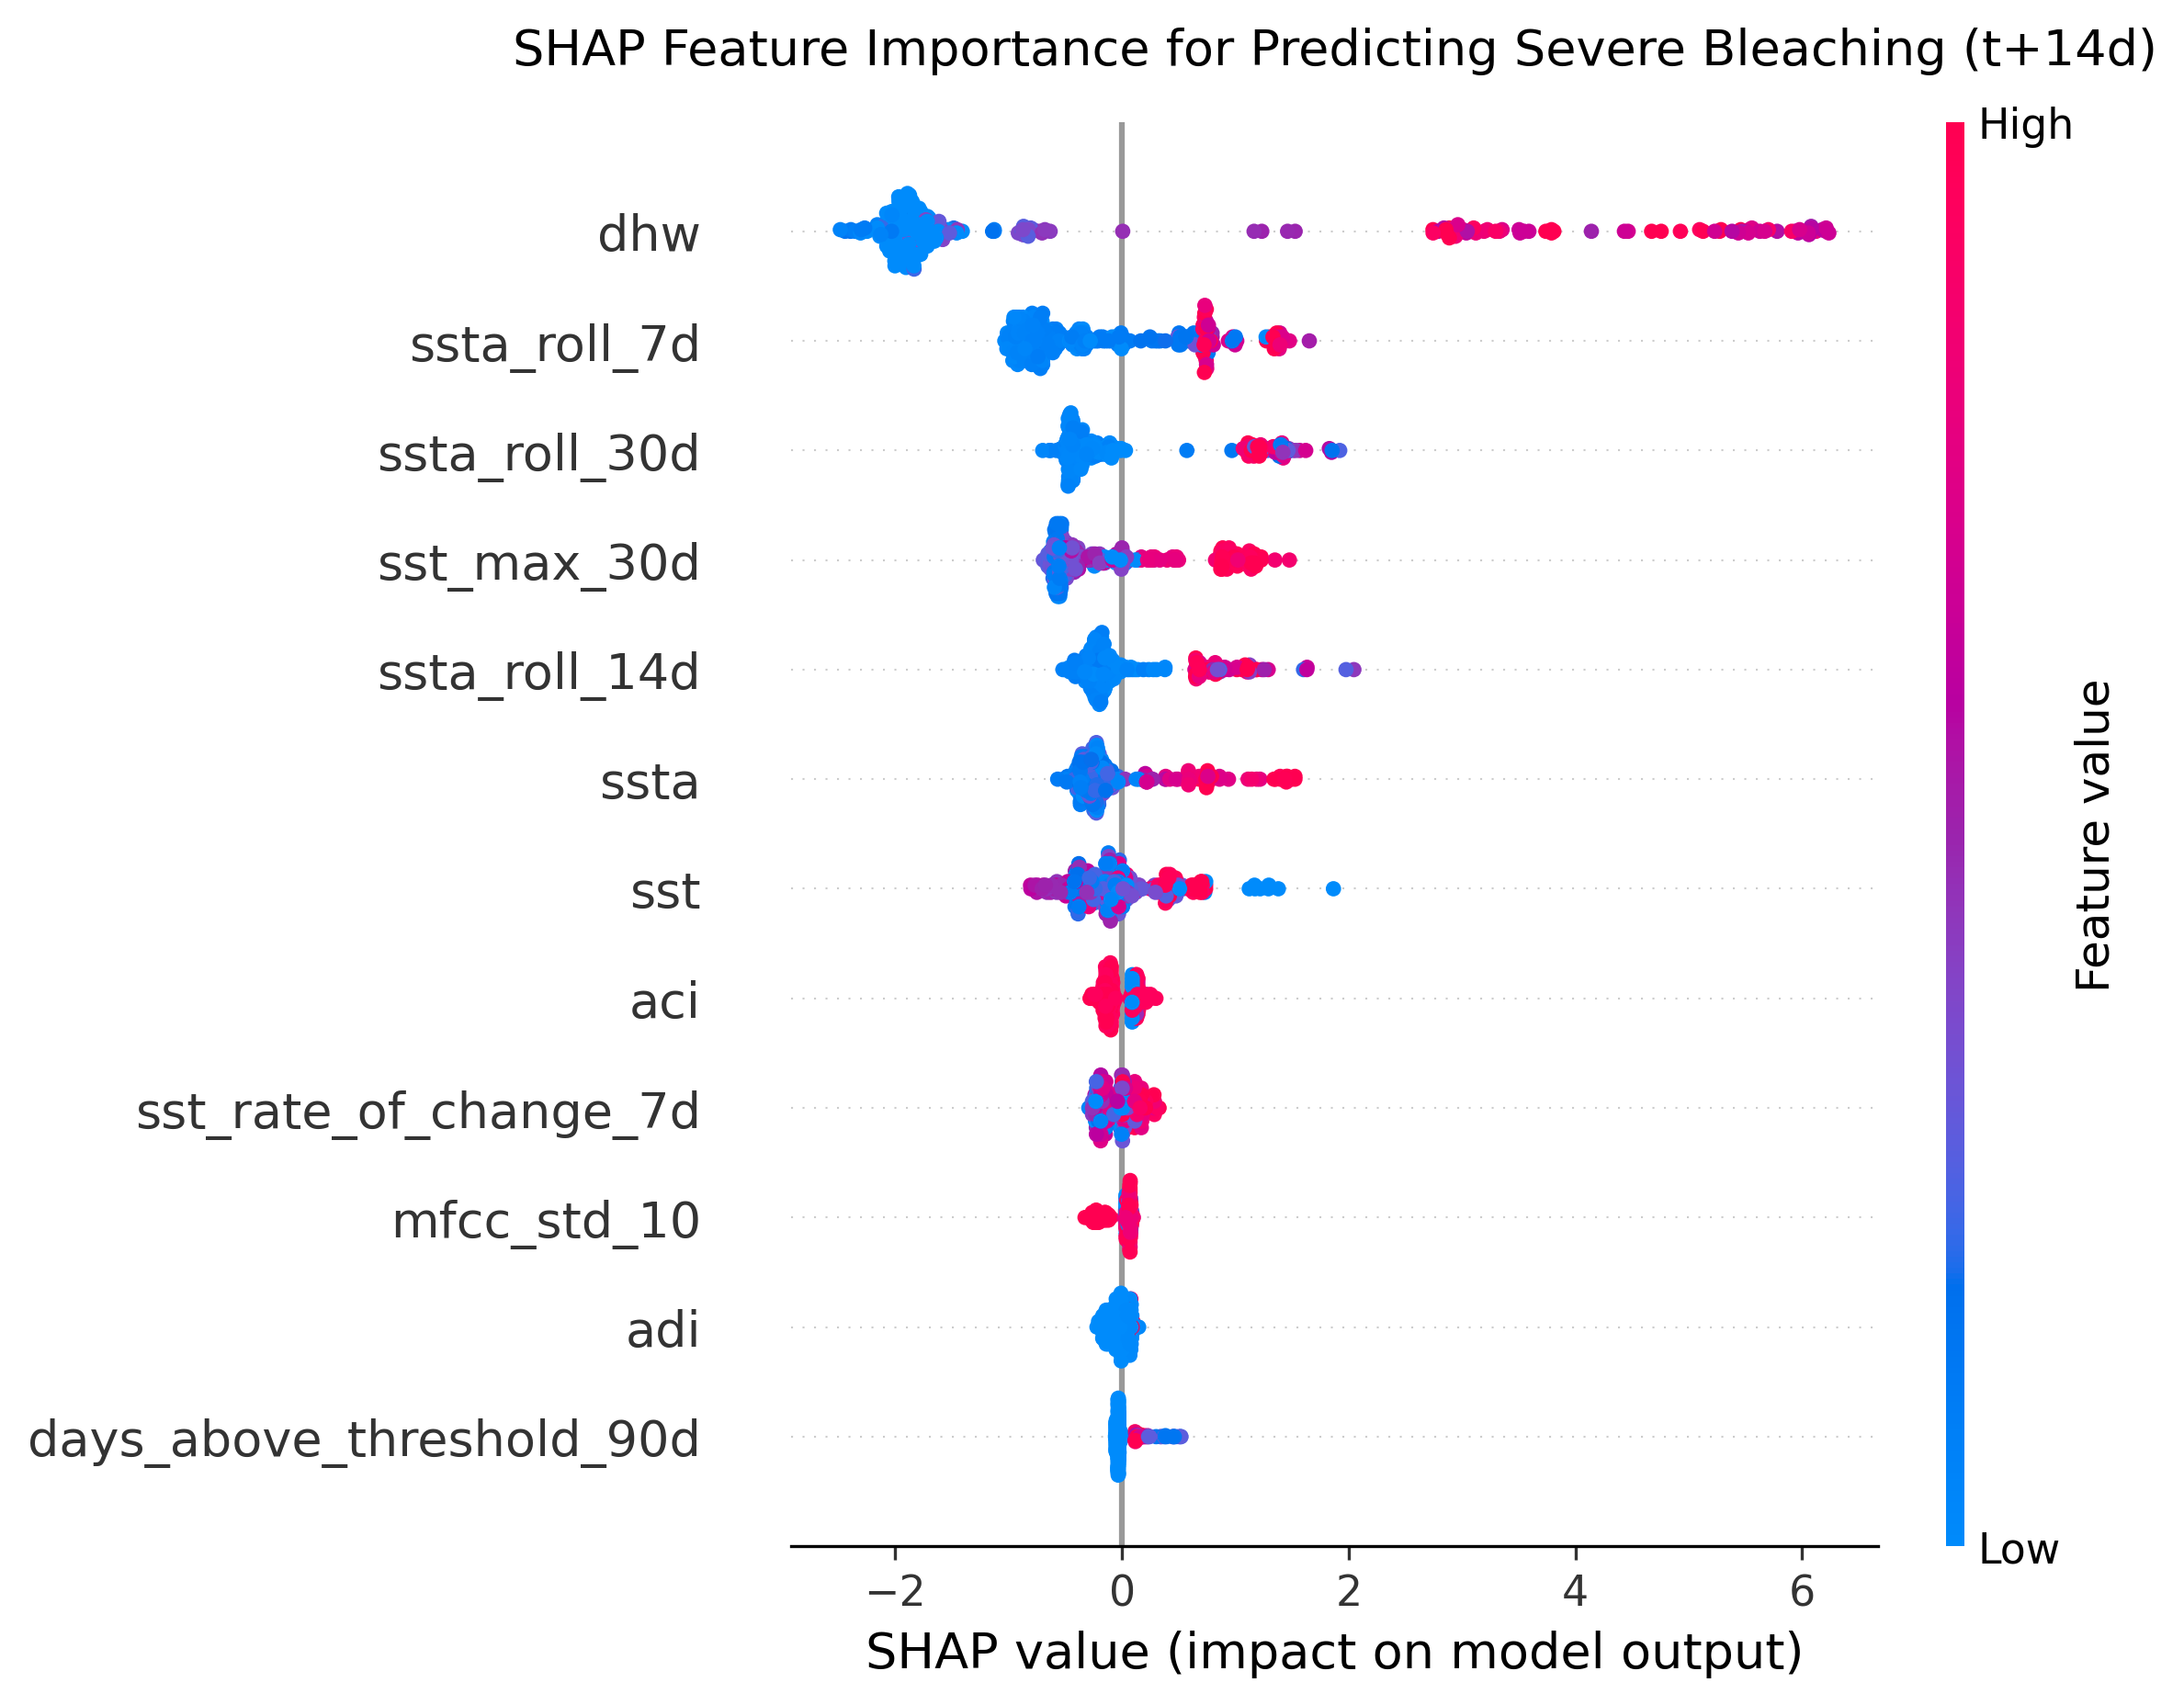 SHAP Feature Importance for Predicting Severe Bleaching (t+14d)
High
dhw
ssta_roll_7d
ssta_roll_30d
sst_max_30d
ssta_roll_14d
ssta
sst
aci
sst_rate_of_change_7d
mfcc_std_10
adi
days_above_threshold_90d
Feature value
Low
−2 0 2 4 6
SHAP value (impact on model output)